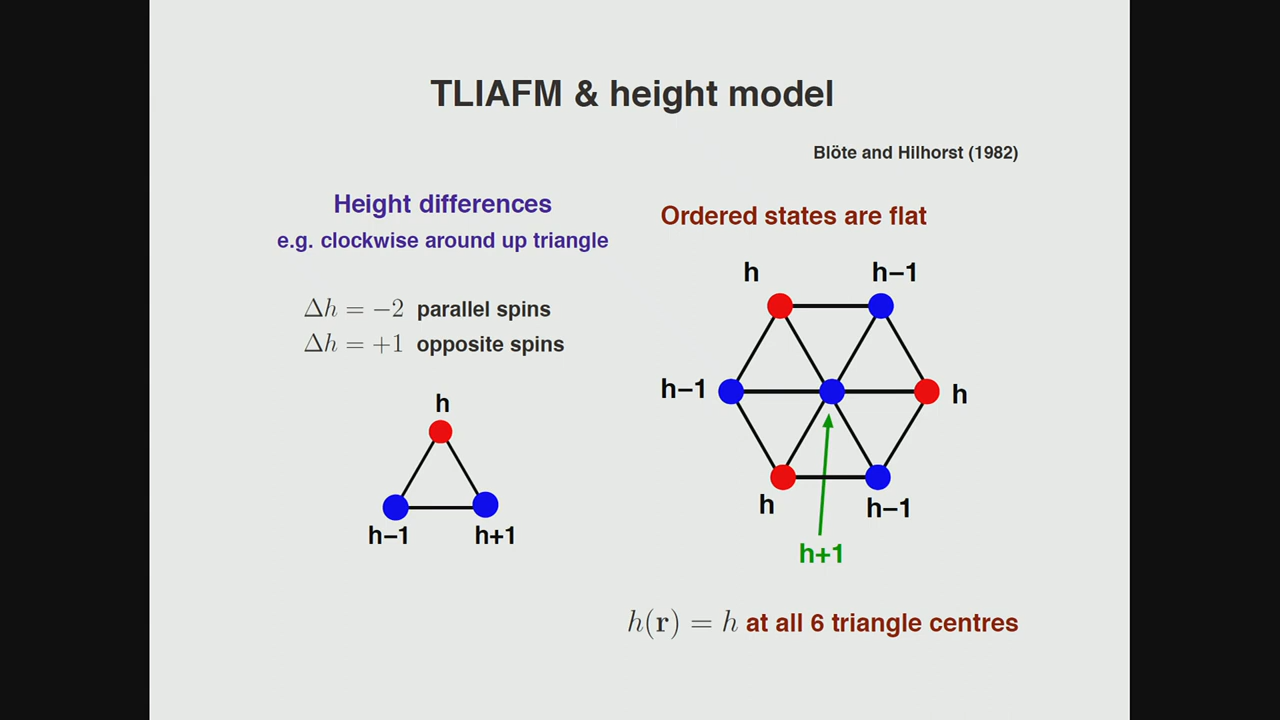 TLIAFM & height model
Blöte and Hilhorst (1982)
Height differences
e.g. clockwise around up triangle
Δh = −2 parallel spins
Δh = +1 opposite spins
h
h−1
h+1
Ordered states are flat
h
h−1
h−1
h
h
h−1
h+1
h(r) = h at all 6 triangle centres